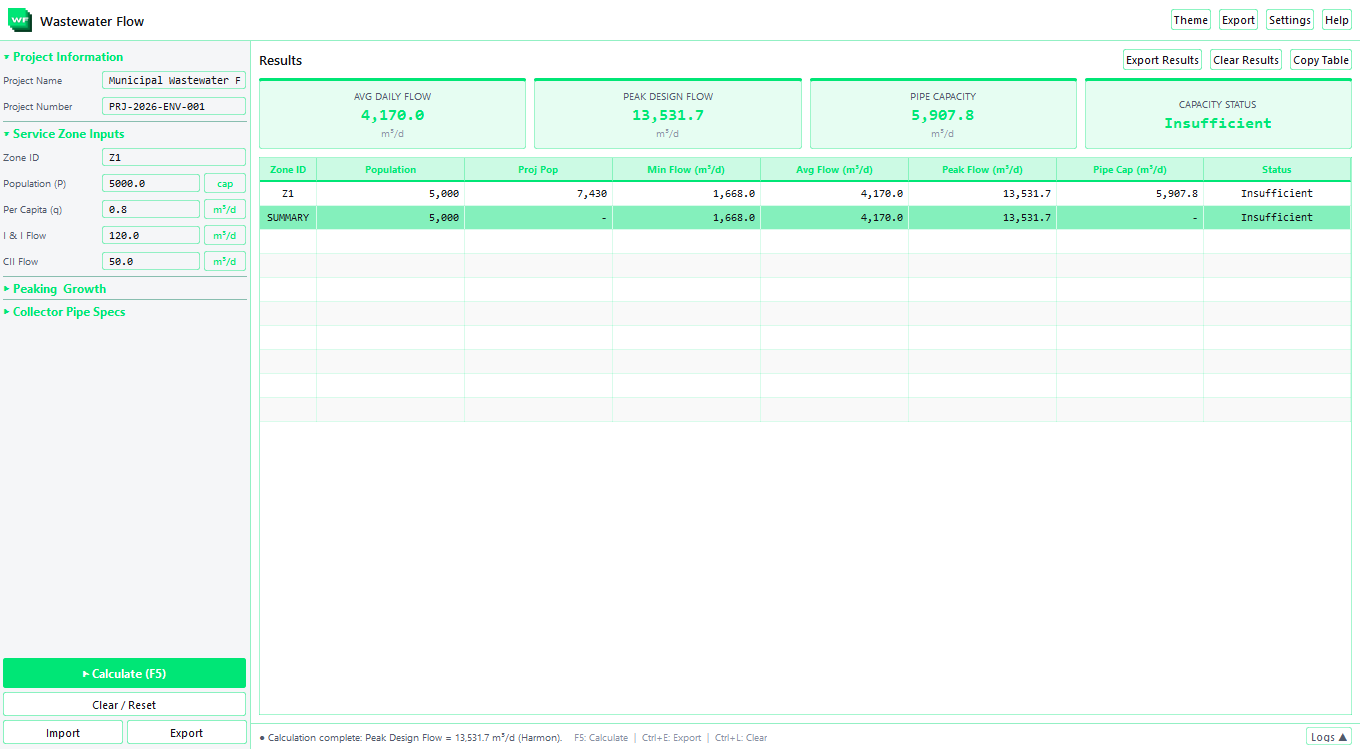 WF Wastewater Flow Theme Export Settings Help
▾ Project Information
Project Name Municipal Wastewater F
Project Number PRJ-2026-ENV-001
▾ Service Zone Inputs
Zone ID Z1
Population (P) 5000.0 cap
Per Capita (q) 0.8 m³/d
I & I Flow 120.0 m³/d
CII Flow 50.0 m³/d
▸ Peaking Growth
▸ Collector Pipe Specs
▸ Calculate (F5)
Clear / Reset
Import Export
Results Export Results Clear Results Copy Table
AVG DAILY FLOW
4,170.0
m³/d
PEAK DESIGN FLOW
13,531.7
m³/d
PIPE CAPACITY
5,907.8
m³/d
CAPACITY STATUS
Insufficient
Zone ID Population Proj Pop Min Flow (m³/d) Avg Flow (m³/d) Peak Flow (m³/d) Pipe Cap (m³/d) Status
Z1 5,000 7,430 1,668.0 4,170.0 13,531.7 5,907.8 Insufficient
SUMMARY 5,000 - 1,668.0 4,170.0 13,531.7 - Insufficient
● Calculation complete: Peak Design Flow = 13,531.7 m³/d (Harmon). F5: Calculate | Ctrl+E: Export | Ctrl+L: Clear Logs ▲